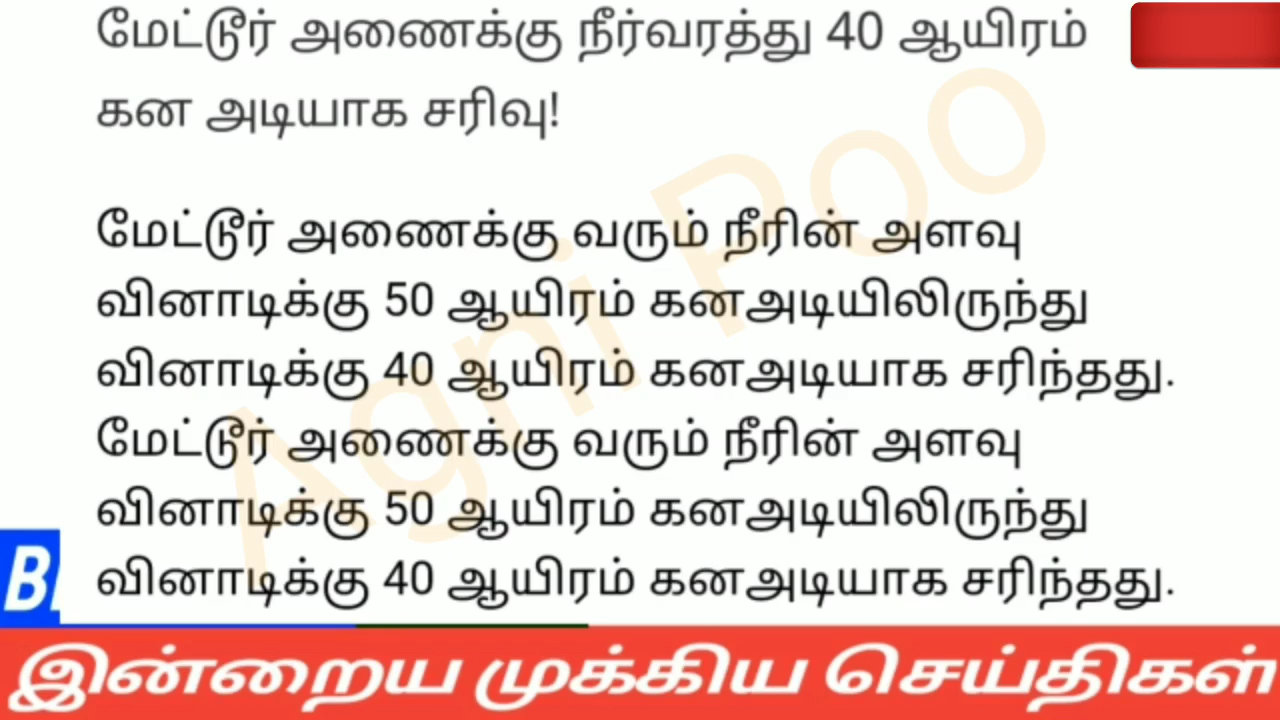 மேட்டூர் அணைக்கு நீர்வரத்து 40 ஆயிரம்
கன அடியாக சரிவு!
மேட்டூர் அணைக்கு வரும் நீரின் அளவு
வினாடிக்கு 50 ஆயிரம் கனஅடியிலிருந்து
வினாடிக்கு 40 ஆயிரம் கனஅடியாக சரிந்தது.
மேட்டூர் அணைக்கு வரும் நீரின் அளவு
வினாடிக்கு 50 ஆயிரம் கனஅடியிலிருந்து
வினாடிக்கு 40 ஆயிரம் கனஅடியாக சரிந்தது.
Agni Poo
B
இன்றைய முக்கிய செய்திகள்